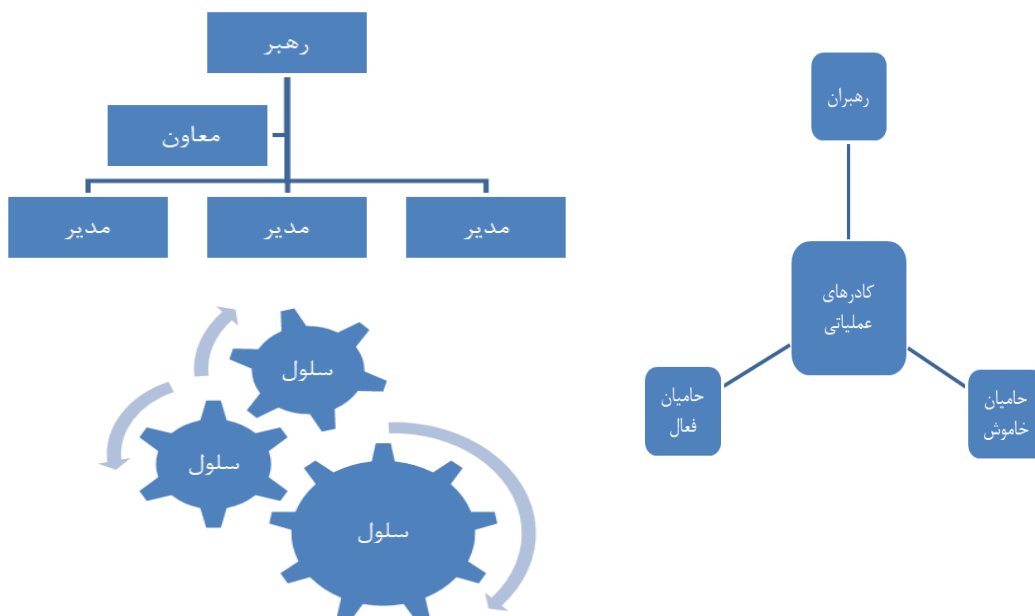 رهبر
معاون
مدیر
مدیر
مدیر
رهبران
کادرهای
عملیاتی
حامیان
خاموش
حامیان
فعال
سلول
سلول
سلول